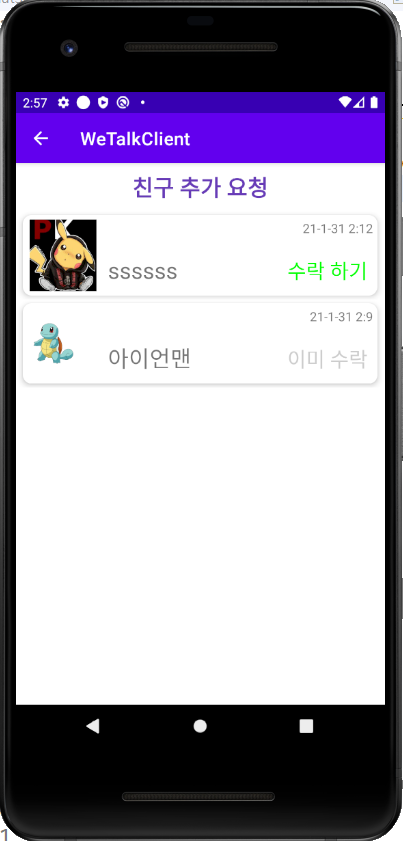 2:57
WeTalkClient
친구 추가 요청
21-1-31 2:12
ssssss
수락 하기
21-1-31 2:9
아이언맨
이미 수락